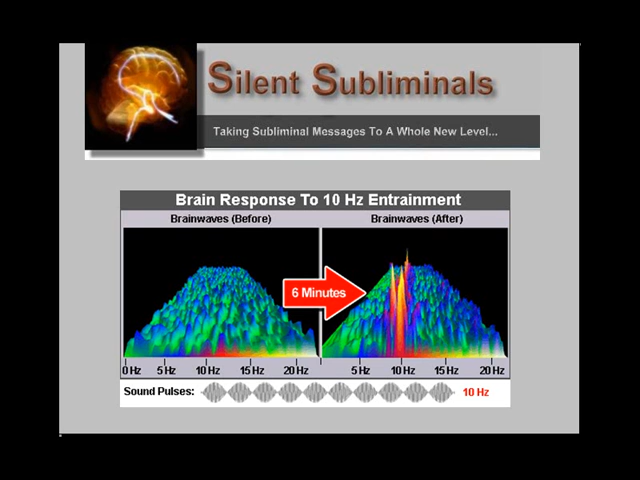 Silent Subliminals
Taking Subliminal Messages To A Whole New Level...
Brain Response To 10 Hz Entrainment
Brainwaves (Before) Brainwaves (After)
6 Minutes
0 Hz 5 Hz 10 Hz 15 Hz 20 Hz 5 Hz 10 Hz 15 Hz 20 Hz
Sound Pulses: 10 Hz